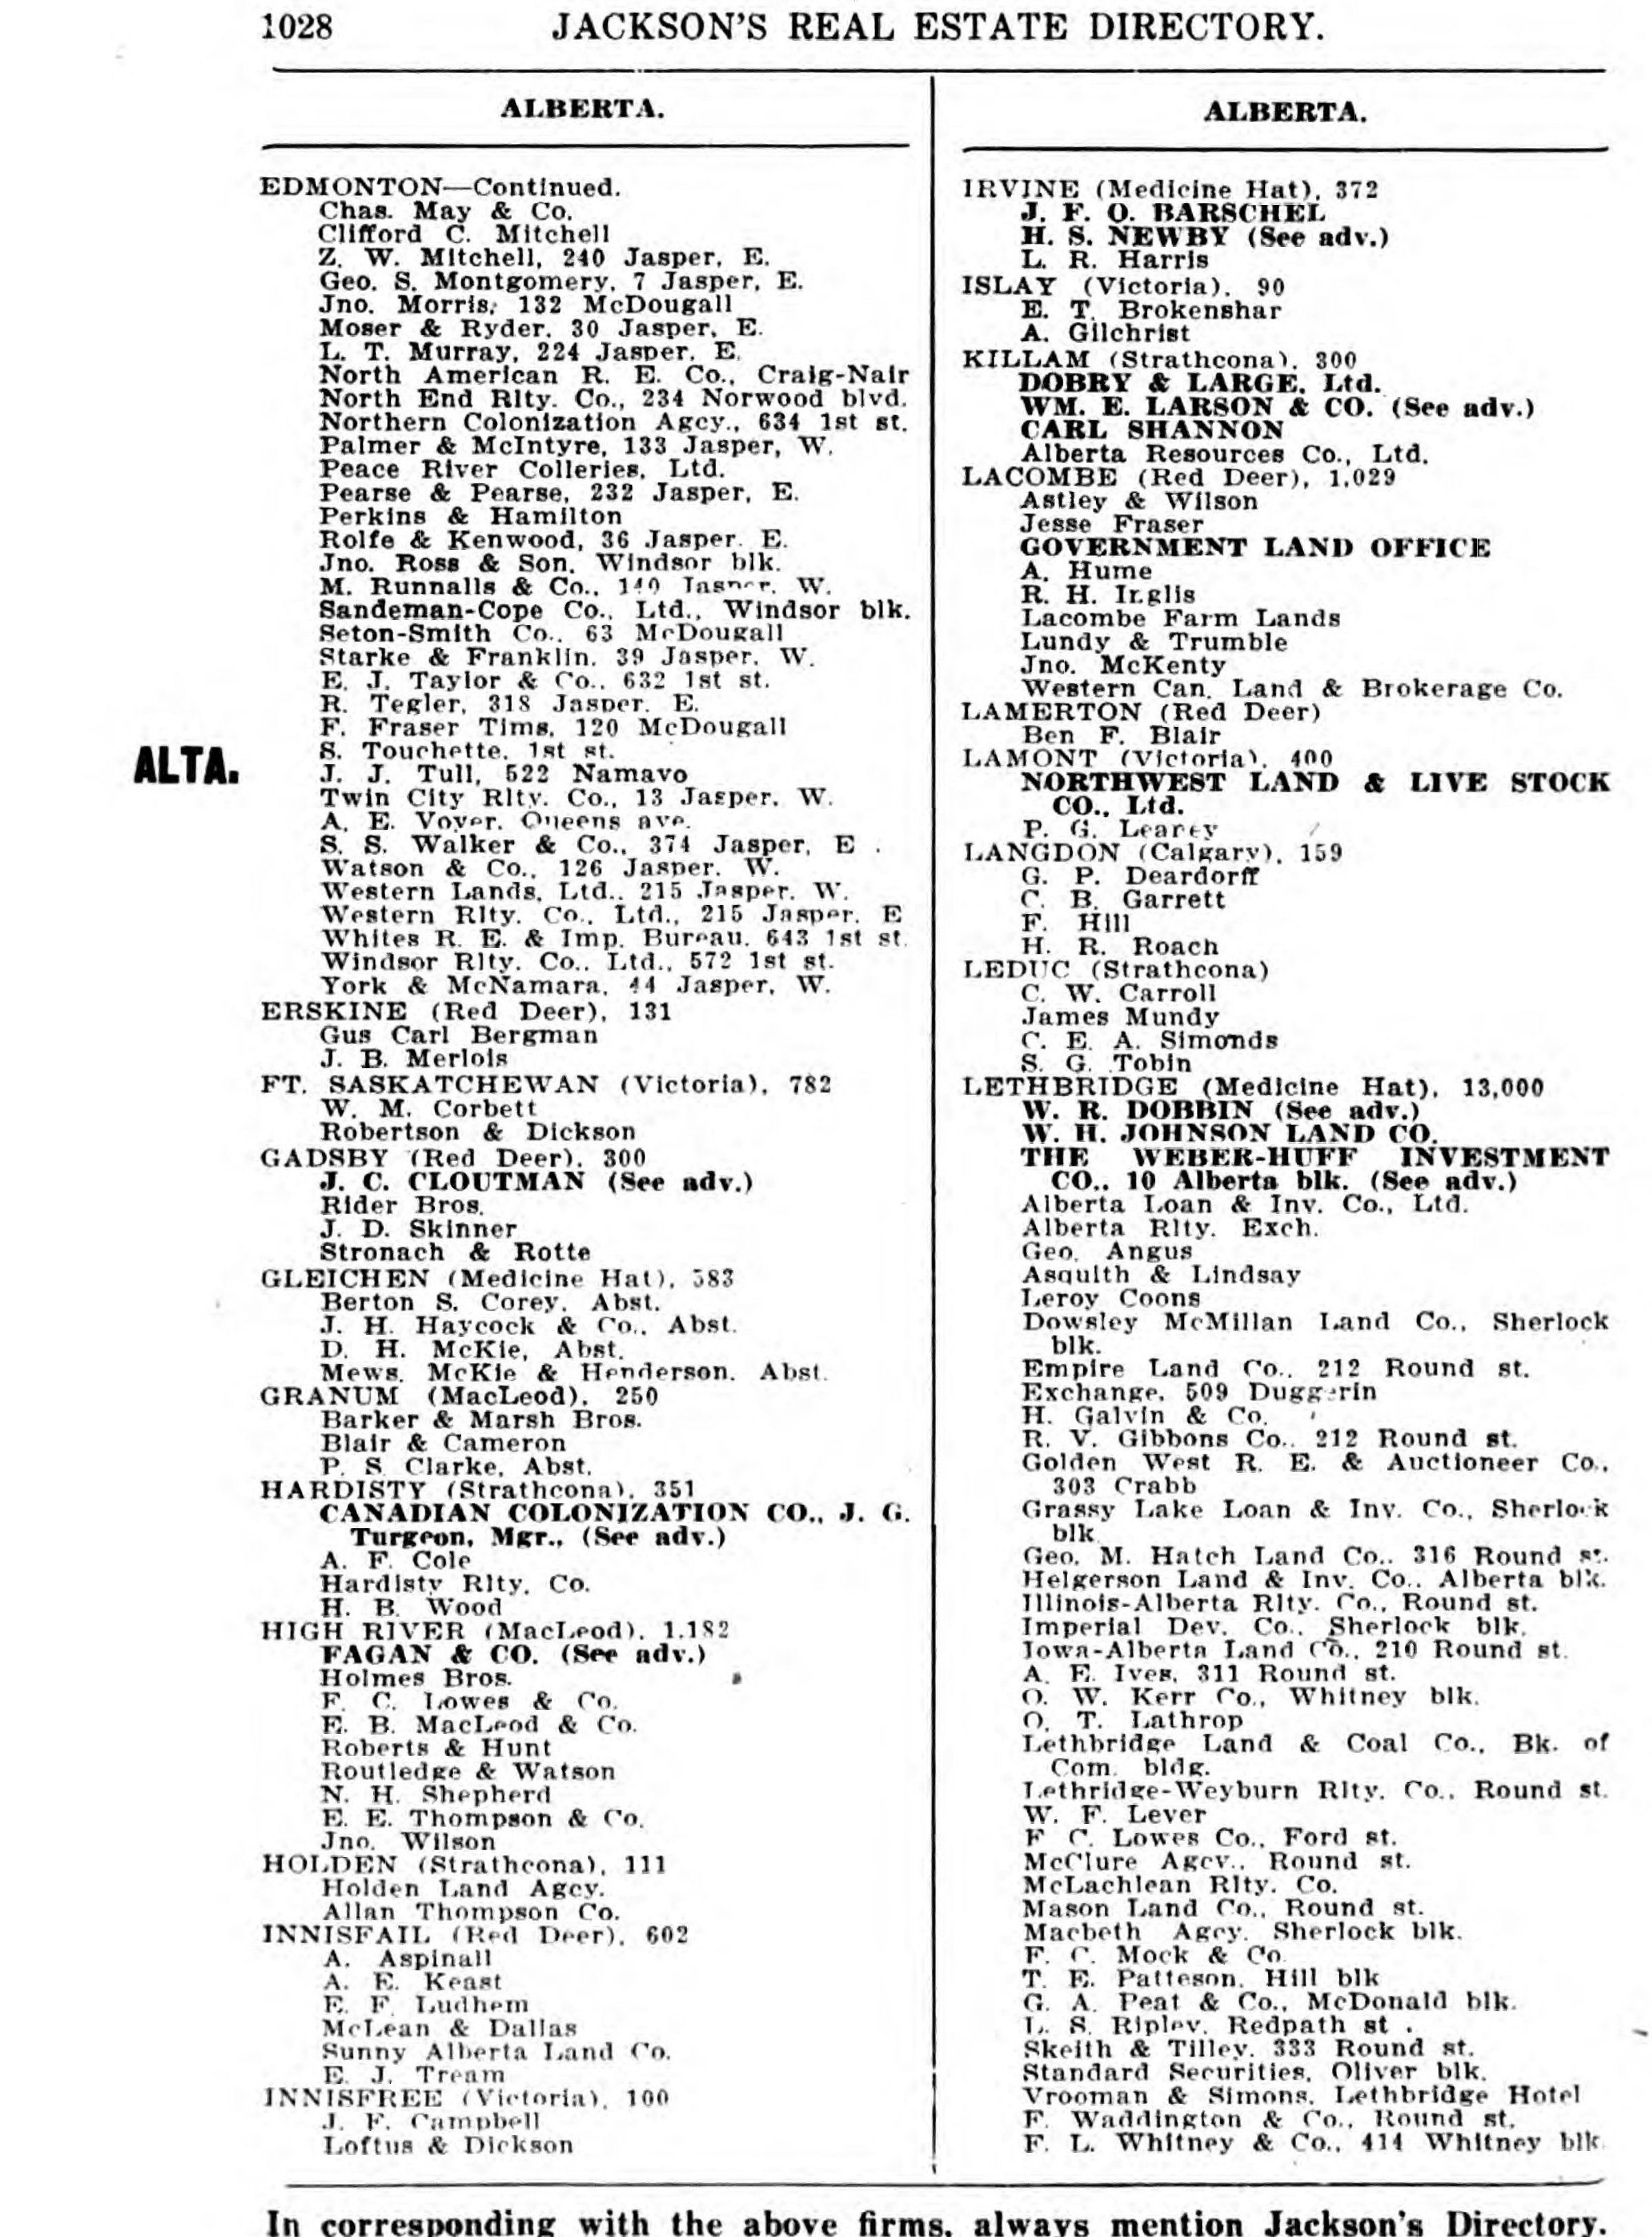 1028 JACKSON'S REAL ESTATE DIRECTORY.
ALBERTA.
EDMONTON—Continued.
Chas. May & Co.
Clifford C. Mitchell
Z. W. Mitchell, 240 Jasper, E.
Geo. S. Montgomery, 7 Jasper, E.
Jno. Morris, 132 McDougall
Moser & Ryder, 30 Jasper, E.
L. T. Murray, 224 Jasper, E.
North American R. E. Co., Craig-Nair
North End Rlty. Co., 234 Norwood blvd.
Northern Colonization Agcy., 634 1st st.
Palmer & McIntyre, 133 Jasper, W.
Peace River Colleries, Ltd.
Pearse & Pearse, 232 Jasper, E.
Perkins & Hamilton
Rolfe & Kenwood, 36 Jasper, E.
Jno. Ross & Son, Windsor blk.
M. Runnalls & Co., 140 Jasper, W.
Sandeman-Cope Co., Ltd., Windsor blk.
Seton-Smith Co., 63 McDougall
Starke & Franklin, 39 Jasper, W.
E. J. Taylor & Co., 632 1st st.
R. Tegler, 318 Jasper, E.
F. Fraser Tims, 120 McDougall
S. Touchette, 1st st.
ALTA.
J. J. Tull, 522 Namavo
Twin City Rlty. Co., 13 Jasper, W.
A. E. Voyer, Queens ave.
S. S. Walker & Co., 374 Jasper, E.
Watson & Co., 126 Jasper, W.
Western Lands, Ltd., 215 Jasper, W.
Western Rlty. Co., Ltd., 215 Jasper, E
Whites R. E. & Imp. Bureau, 643 1st st.
Windsor Rlty. Co., Ltd., 572 1st st.
York & McNamara, 44 Jasper, W.
ERSKINE (Red Deer), 131
Gus Carl Bergman
J. B. Merlois
FT. SASKATCHEWAN (Victoria), 782
W. M. Corbett
Robertson & Dickson
GADSBY (Red Deer), 300
J. C. CLOUTMAN (See adv.)
Rider Bros.
J. D. Skinner
Stronach & Rotte
GLEICHEN (Medicine Hat), 583
Berton S. Corey, Abst.
J. H. Haycock & Co., Abst.
D. H. McKie, Abst.
Mews, McKie & Henderson, Abst.
GRANUM (MacLeod), 250
Barker & Marsh Bros.
Blair & Cameron
P. S. Clarke, Abst.
HARDISTY (Strathcona), 351
CANADIAN COLONIZATION CO., J. G.
Turgeon, Mgr., (See adv.)
A. F. Cole
Hardisty Rlty. Co.
H. B. Wood
HIGH RIVER (MacLeod), 1,182
FAGAN & CO. (See adv.)
Holmes Bros.
F. C. Lowes & Co.
E. B. MacLeod & Co.
Roberts & Hunt
Routledge & Watson
N. H. Shepherd
E. E. Thompson & Co.
Jno. Wilson
HOLDEN (Strathcona), 111
Holden Land Agcy.
Allan Thompson Co.
INNISFAIL (Red Deer), 602
A. Aspinall
A. E. Keast
E. F. Ludhem
McLean & Dallas
Sunny Alberta Land Co.
E. J. Tream
INNISFREE (Victoria), 100
J. F. Campbell
Loftus & Dickson
ALBERTA.
IRVINE (Medicine Hat), 372
J. F. O. BARSCHEL
H. S. NEWBY (See adv.)
L. R. Harris
ISLAY (Victoria), 90
E. T. Brokenshar
A. Gilchrist
KILLAM (Strathcona), 300
DOBRY & LARGE, Ltd.
WM. E. LARSON & CO. (See adv.)
CARL SHANNON
Alberta Resources Co., Ltd.
LACOMBE (Red Deer), 1,029
Astley & Wilson
Jesse Fraser
GOVERNMENT LAND OFFICE
A. Hume
R. H. Inglis
Lacombe Farm Lands
Lundy & Trumble
Jno. McKenty
Western Can. Land & Brokerage Co.
LAMERTON (Red Deer)
Ben F. Blair
LAMONT (Victoria), 400
NORTHWEST LAND & LIVE STOCK
CO., Ltd.
P. G. Learey
LANGDON (Calgary), 159
G. P. Deardorff
C. B. Garrett
F. Hill
H. R. Roach
LEDUC (Strathcona)
C. W. Carroll
James Mundy
C. E. A. Simonds
S. G. Tobin
LETHBRIDGE (Medicine Hat), 13,000
W. R. DOBBIN (See adv.)
W. H. JOHNSON LAND CO.
THE WEBER-HUFF INVESTMENT
CO., 10 Alberta blk. (See adv.)
Alberta Loan & Inv. Co., Ltd.
Alberta Rlty. Exch.
Geo. Angus
Asquith & Lindsay
Leroy Coons
Dowsley McMillan Land Co., Sherlock
blk.
Empire Land Co., 212 Round st.
Exchange, 509 Duggerin
H. Galvin & Co.
R. V. Gibbons Co., 212 Round st.
Golden West R. E. & Auctioneer Co.,
303 Crabb
Grassy Lake Loan & Inv. Co., Sherlock
blk.
Geo. M. Hatch Land Co., 316 Round st.
Helgerson Land & Inv. Co., Alberta blk.
Illinois-Alberta Rlty. Co., Round st.
Imperial Dev. Co., Sherlock blk.
Iowa-Alberta Land Co., 210 Round st.
A. E. Ives, 311 Round st.
O. W. Kerr Co., Whitney blk.
O. T. Lathrop
Lethbridge Land & Coal Co., Bk. of
Com. bldg.
Lethridge-Weyburn Rlty. Co., Round st.
W. F. Lever
F. C. Lowes Co., Ford st.
McClure Agcy., Round st.
McLachlean Rlty. Co.
Mason Land Co., Round st.
Macbeth Agcy. Sherlock blk.
F. C. Mock & Co.
T. E. Patteson, Hill blk
G. A. Peat & Co., McDonald blk.
L. S. Ripley, Redpath st.
Skeith & Tilley, 333 Round st.
Standard Securities, Oliver blk.
Vrooman & Simons, Lethbridge Hotel
F. Waddington & Co., Round st.
F. L. Whitney & Co., 414 Whitney blk
In corresponding with the above firms, always mention Jackson's Directory.